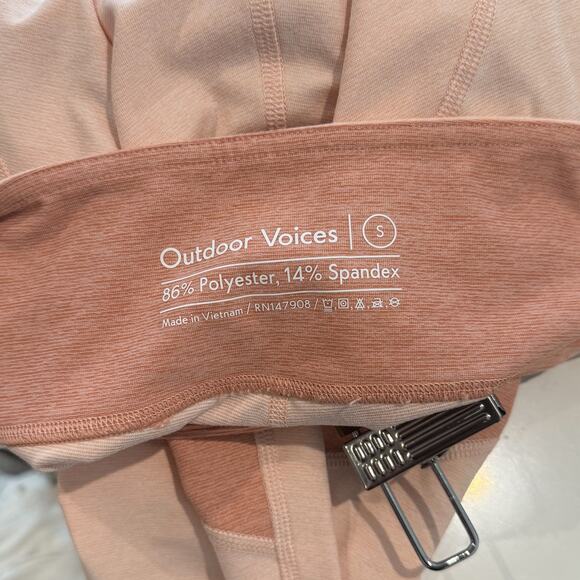 Outdoor Voices | S
86% Polyester, 14% Spandex
Made in Vietnam / RN147908 /